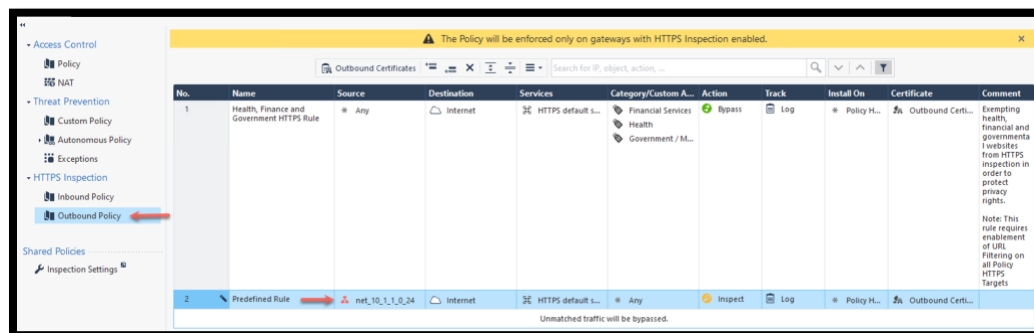 The Policy will be enforced only on gateways with HTTPS Inspection enabled.
Access Control
Policy
NAT
Threat Prevention
Custom Policy
Autonomous Policy
Exceptions
HTTPS Inspection
Inbound Policy
Outbound Policy
Shared Policies
Inspection Settings
Outbound Certificates
Search for IP, object, action, ...
No. Name Source Destination Services Category/Custom A... Action Track Install On Certificate Comment
1 Health, Finance and Government HTTPS Rule * Any Internet HTTPS default s... Financial Services Bypass Log * Policy H... Outbound Certi...
Health
Government / M...
Exempting
health,
financial and
governmenta
l websites
from HTTPS
inspection in
order to
protect
privacy
rights.
Note: This
rule requires
enablement
of URL
Filtering on
all Policy
HTTPS
Targets
2 Predefined Rule net_10_1_1_0_24 Internet HTTPS default s... * Any Inspect Log * Policy H... Outbound Certi...
Unmatched traffic will be bypassed.